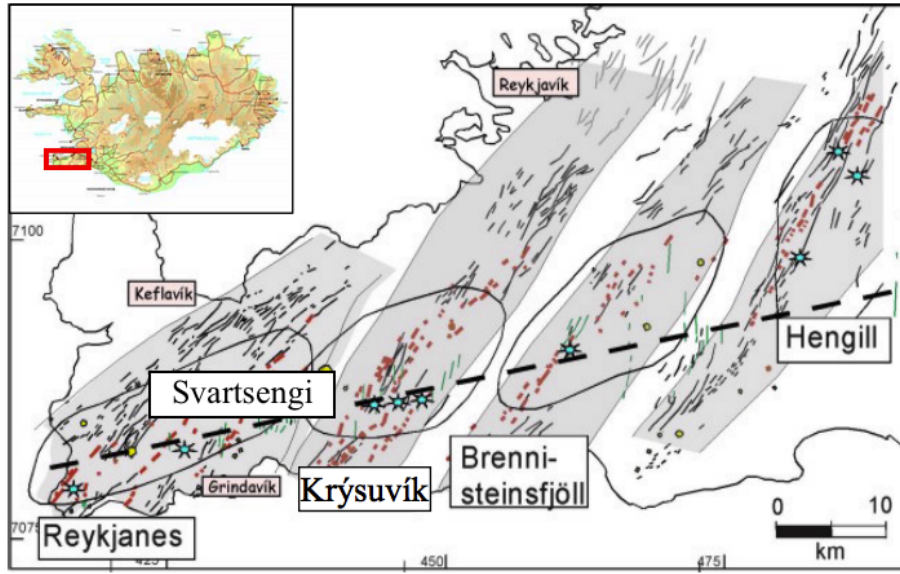 Reykjavík
7100
Keflavík
Hengill
Svartsengi
Brenni-
steinsfjöll
Krýsuvík
Grindavík
Reykjanes
0 10
km
7075
425 450 475